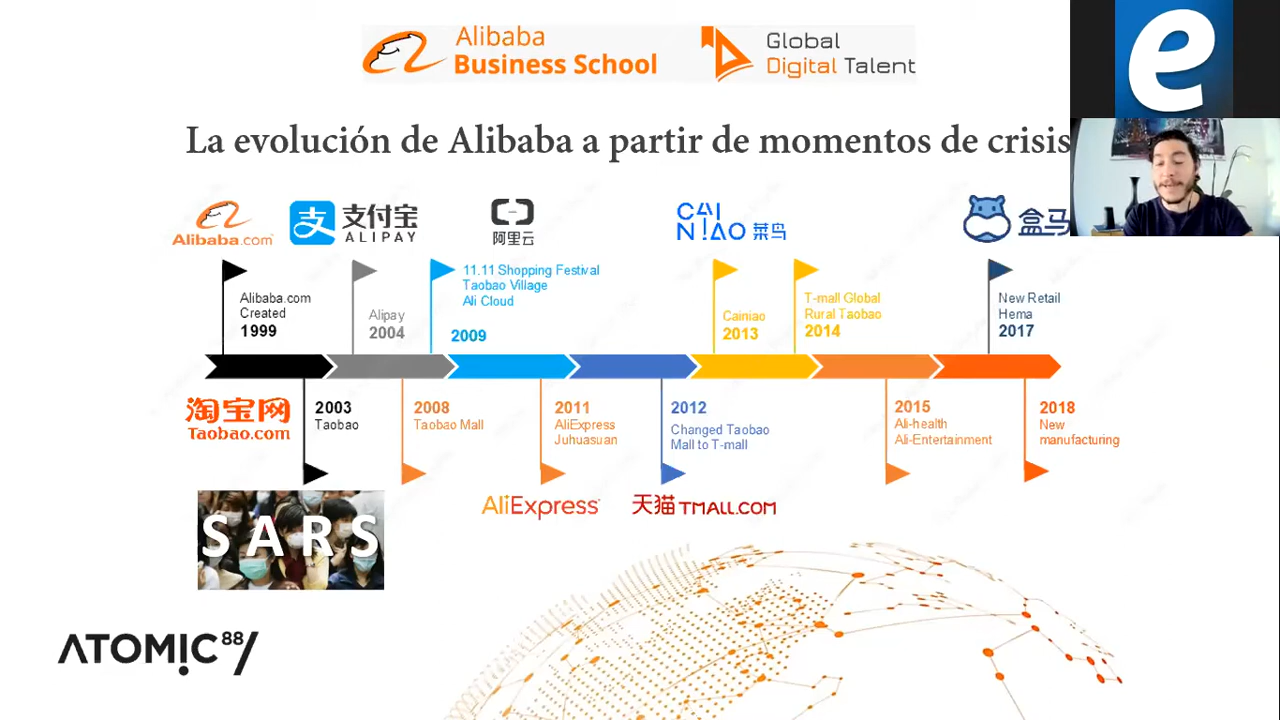 Alibaba
Business School
Global
Digital Talent
e
La evolución de Alibaba a partir de momentos de crisis
Alibaba.com
支 支付宝
ALIPAY
阿里云
CAI
NIAO 菜鸟
盒马
Alibaba.com
Created
1999
Alipay
2004
11.11 Shopping Festival
Taobao Village
Ali Cloud
2009
Cainiao
2013
T-mall Global
Rural Taobao
2014
New Retail
Hema
2017
淘宝网
Taobao.com
2003
Taobao
2008
Taobao Mall
2011
AliExpress
Juhuasuan
2012
Changed Taobao
Mall to T-mall
2015
Ali-health
Ali-Entertainment
2018
New
manufacturing
SARS
AliExpress
天猫 TMALL.COM
ATOMIC 88/